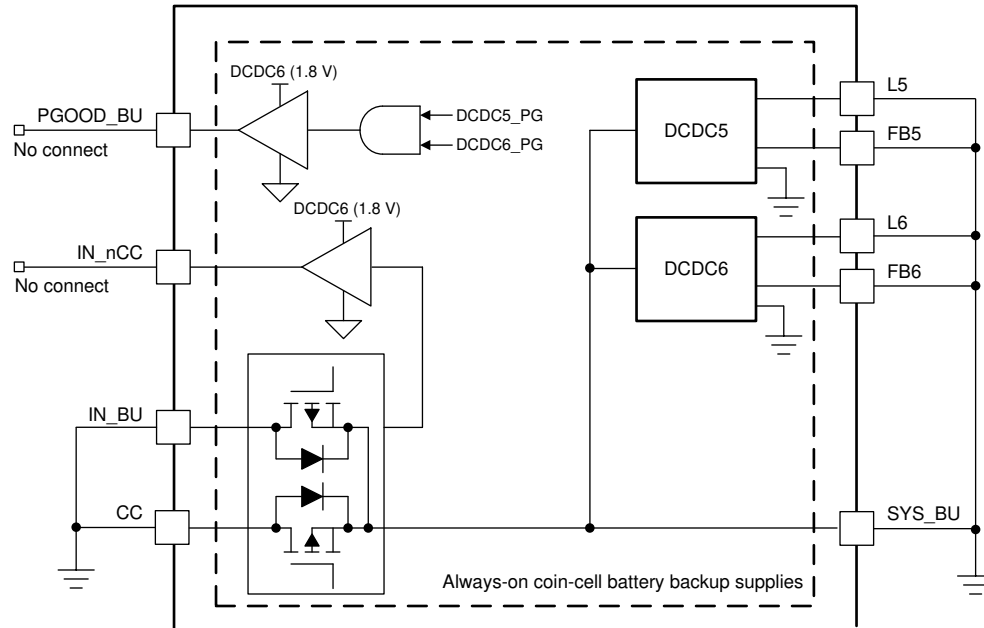 DCDC6 (1.8 V)
PGOOD_BU
No connect
DCDC5_PG
DCDC6_PG
DCDC5
L5
FB5
DCDC6 (1.8 V)
IN_nCC
No connect
DCDC6
L6
FB6
IN_BU
CC
SYS_BU
Always-on coin-cell battery backup supplies